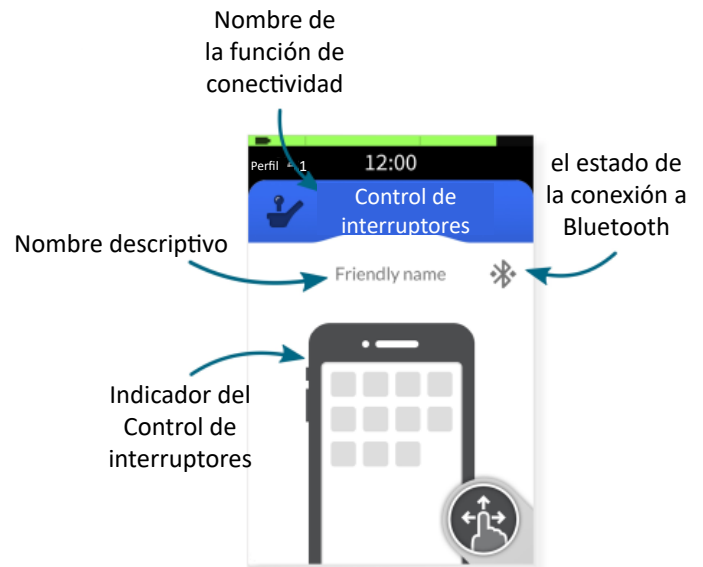 Nombre de
la función de
conectividad
Perfil - 1
12:00
el estado de
la conexión a
Bluetooth
Control de
interruptores
Nombre descriptivo
Friendly name
Indicador del
Control de
interruptores